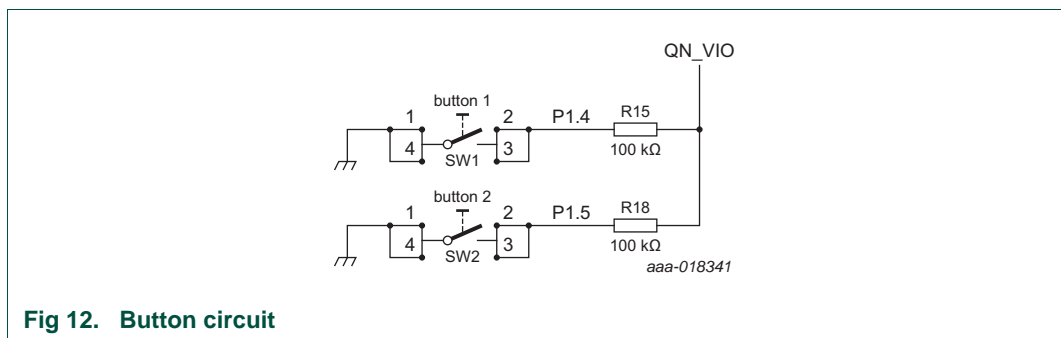 QN_VIO
button 1
1 2 P1.4 R15
4 3 100 kΩ
SW1
button 2
1 2 P1.5 R18
4 3 100 kΩ
SW2
aaa-018341
Fig 12. Button circuit